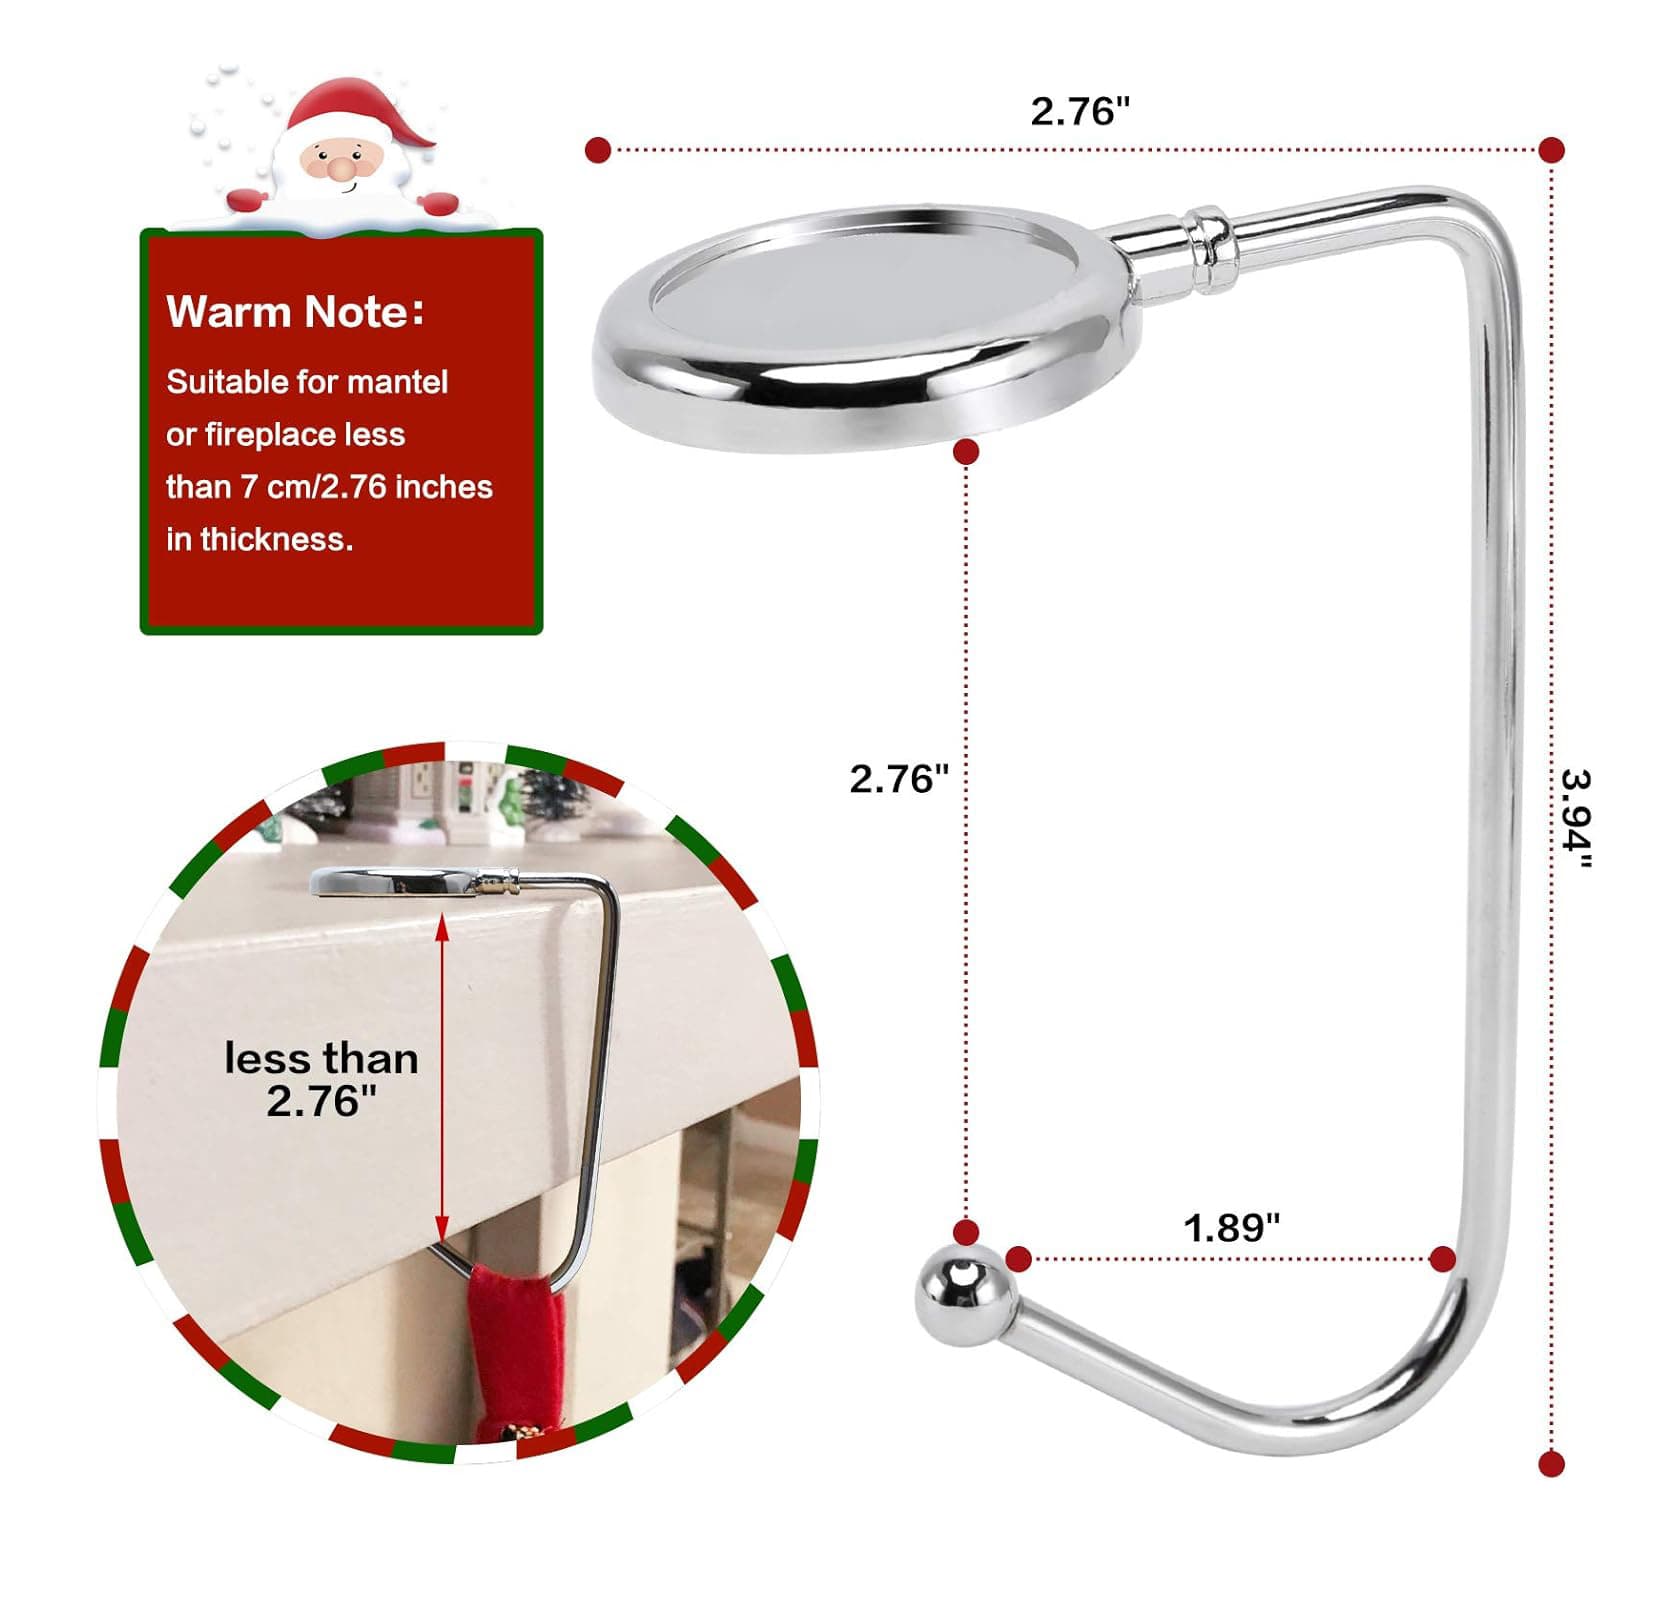 2.76"
Warm Note:
Suitable for mantel
or fireplace less
than 7 cm/2.76 inches
in thickness.
2.76"
3.94"
less than
2.76"
1.89"